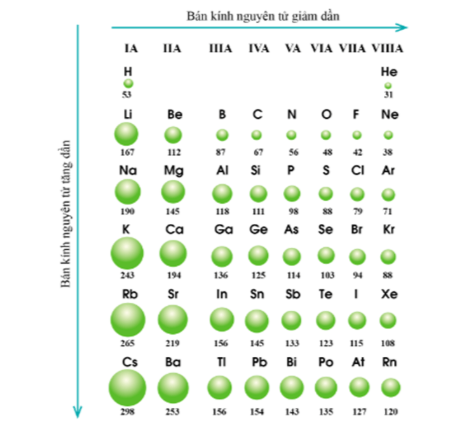 Bán kính nguyên tử giảm dần
IA IIA IIIA IVA VA VIA VIIA VIIIA
H He
53 31
Li Be B C N O F Ne
167 112 87 67 56 48 42 38
Na Mg Al Si P S Cl Ar
190 145 118 111 98 88 79 71
K Ca Ga Ge As Se Br Kr
243 194 136 125 114 103 94 88
Rb Sr In Sn Sb Te I Xe
265 219 156 145 133 123 115 108
Cs Ba Tl Pb Bi Po At Rn
298 253 156 154 143 135 127 120
Bán kính nguyên tử tăng dần